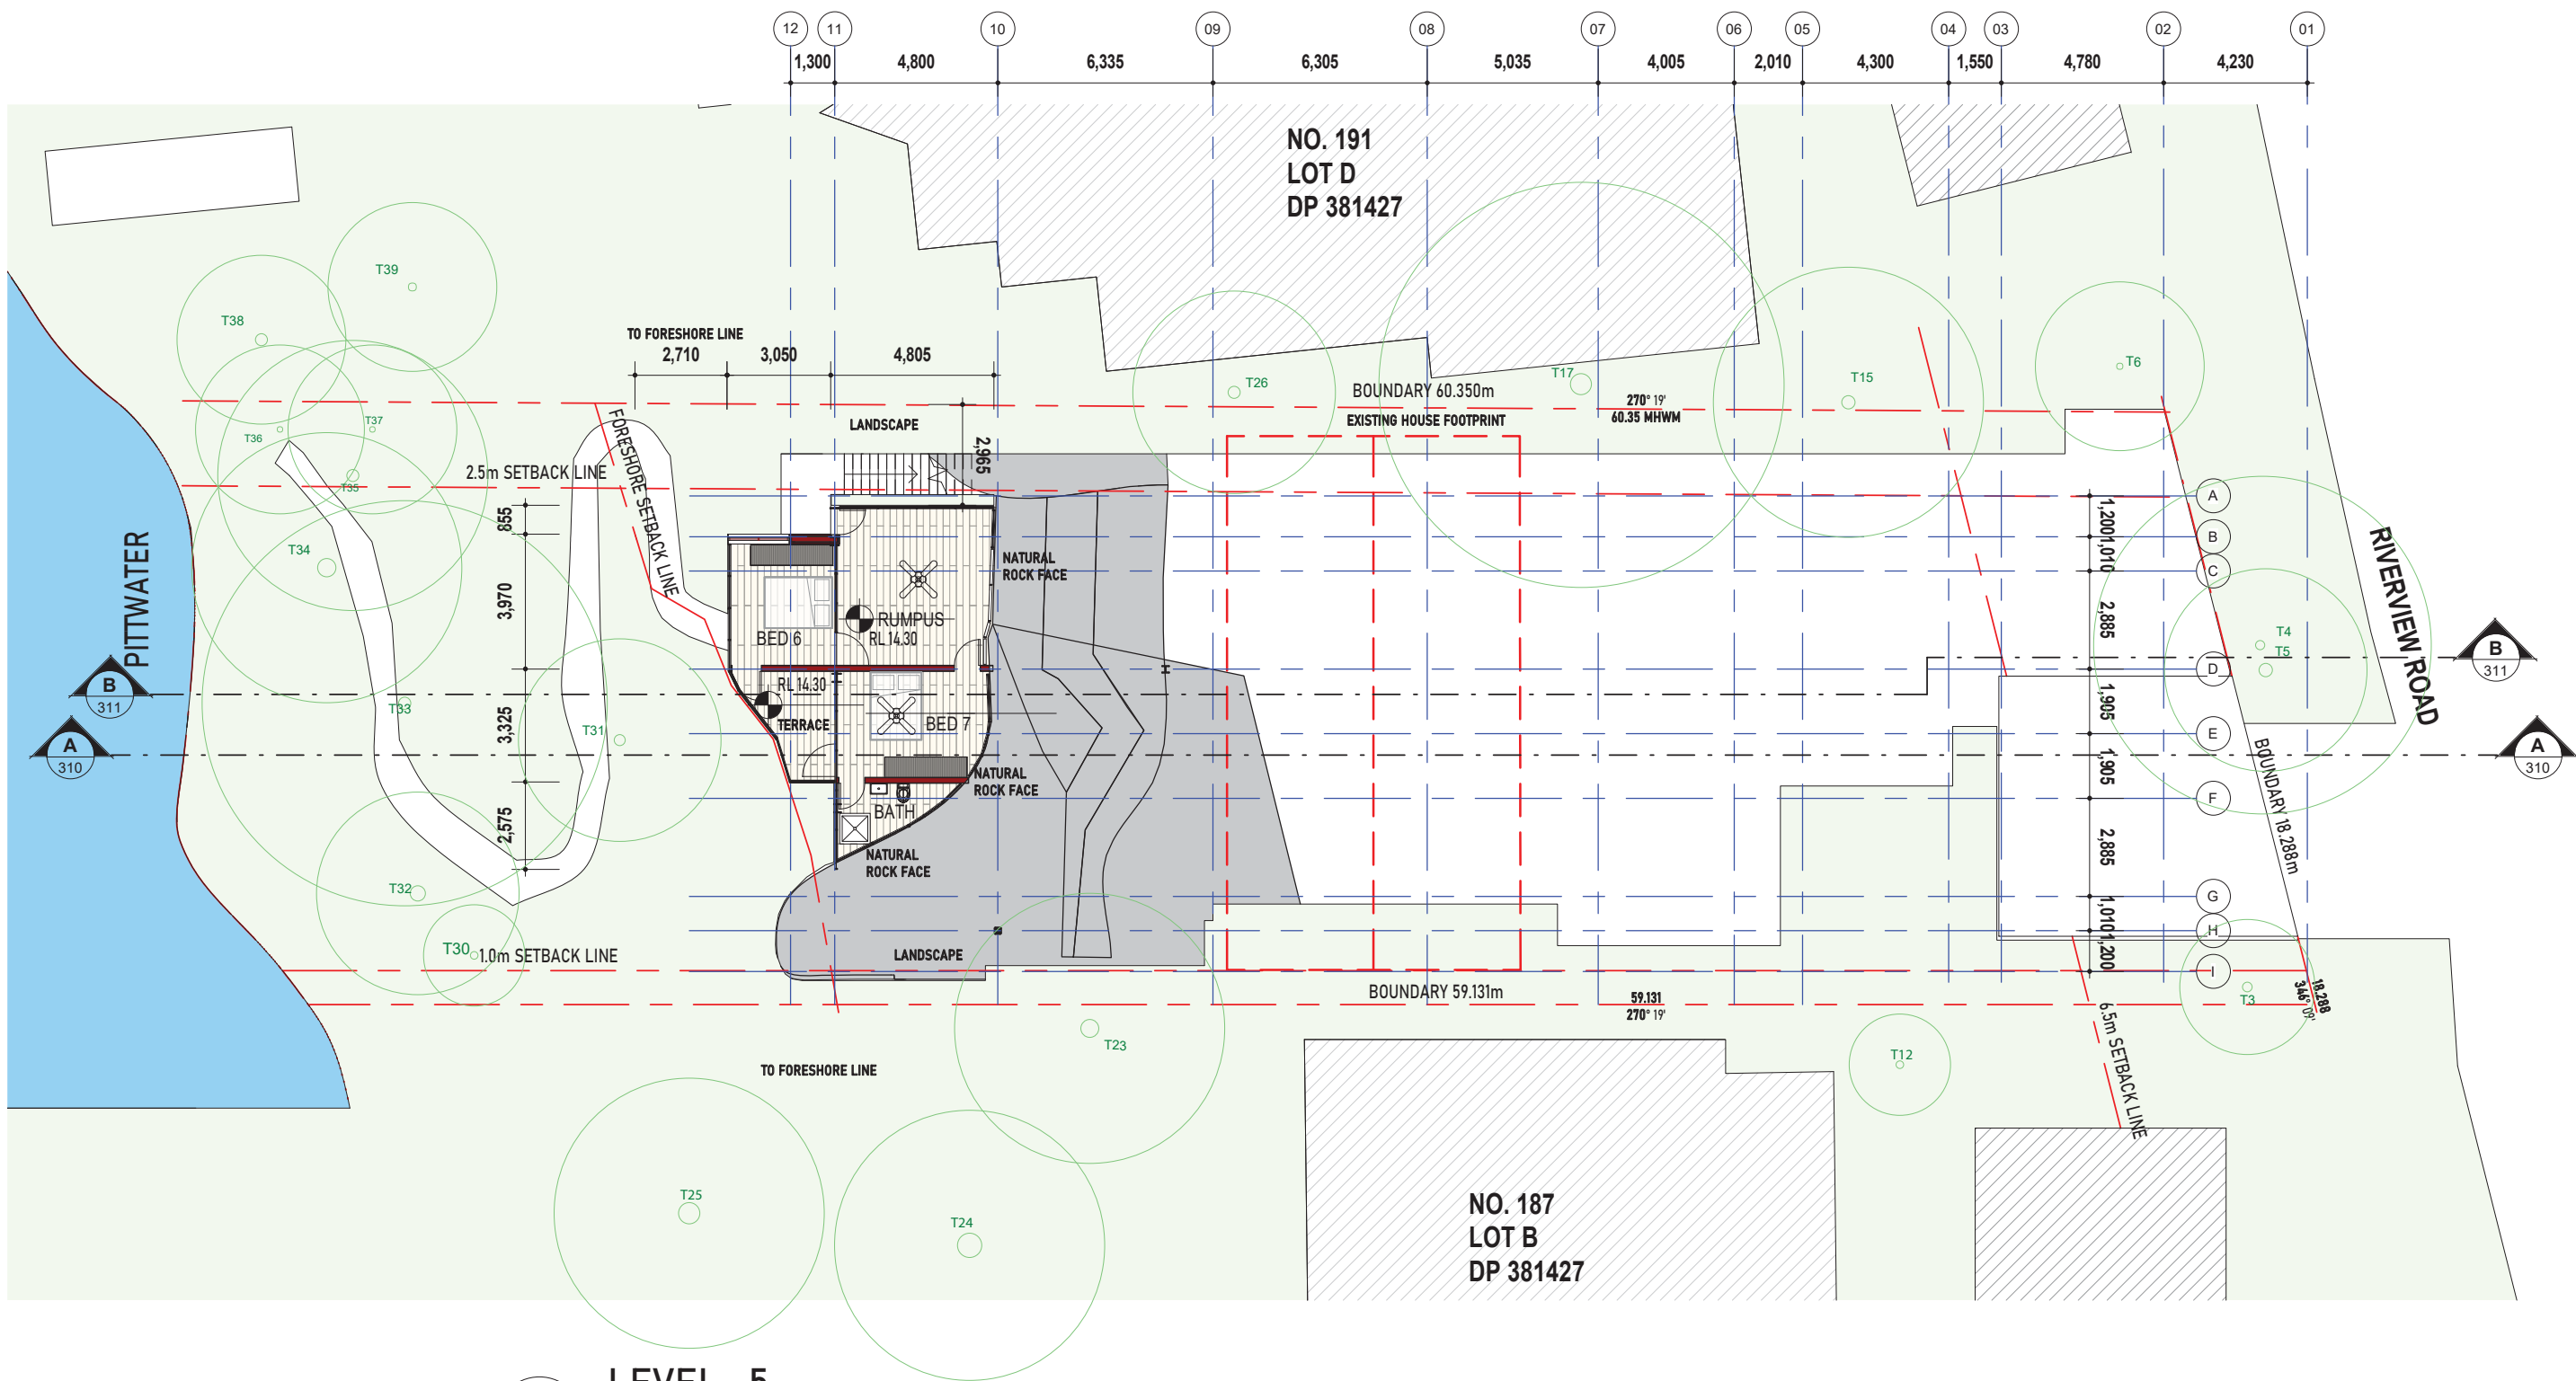 12 11 10 09 08 07 06 05 04 03 02 01
1,300 4,800 6,335 6,305 5,035 4,005 2,010 4,300 1,550 4,780 4,230
NO. 191
LOT D
DP 381427
T39
T38
TO FORESHORE LINE
2,710 3,050 4,805
T26
T17
T15
T6
BOUNDARY 60.350m
270° 19'
60.35 MHWM
EXISTING HOUSE FOOTPRINT
LANDSCAPE
T37
T36
T35
2.5m SETBACK LINE
FORESHORE SETBACK LINE
2,965
855
3,970
3,325
2,575
PITTWATER
T34
T33
T31
T32
T30
NATURAL
ROCK FACE
RUMPUS
RL 14.30
BED 6
RL 14.30
TERRACE
BED 7
NATURAL
ROCK FACE
BATH
NATURAL
ROCK FACE
LANDSCAPE
A
B
C
D
E
F
G
H
I
1,200
1,010
2,885
1,905
1,905
2,885
1,010
1,200
T4
T5
RIVERVIEW ROAD
B
311
B
311
A
310
A
310
BOUNDARY 18.288m
1.0m SETBACK LINE
BOUNDARY 59.131m
59.131
270° 19'
18.288
346° 09'
T3
6.5m SETBACK LINE
T23
T12
TO FORESHORE LINE
T25
T24
NO. 187
LOT B
DP 381427
LEVEL - 5